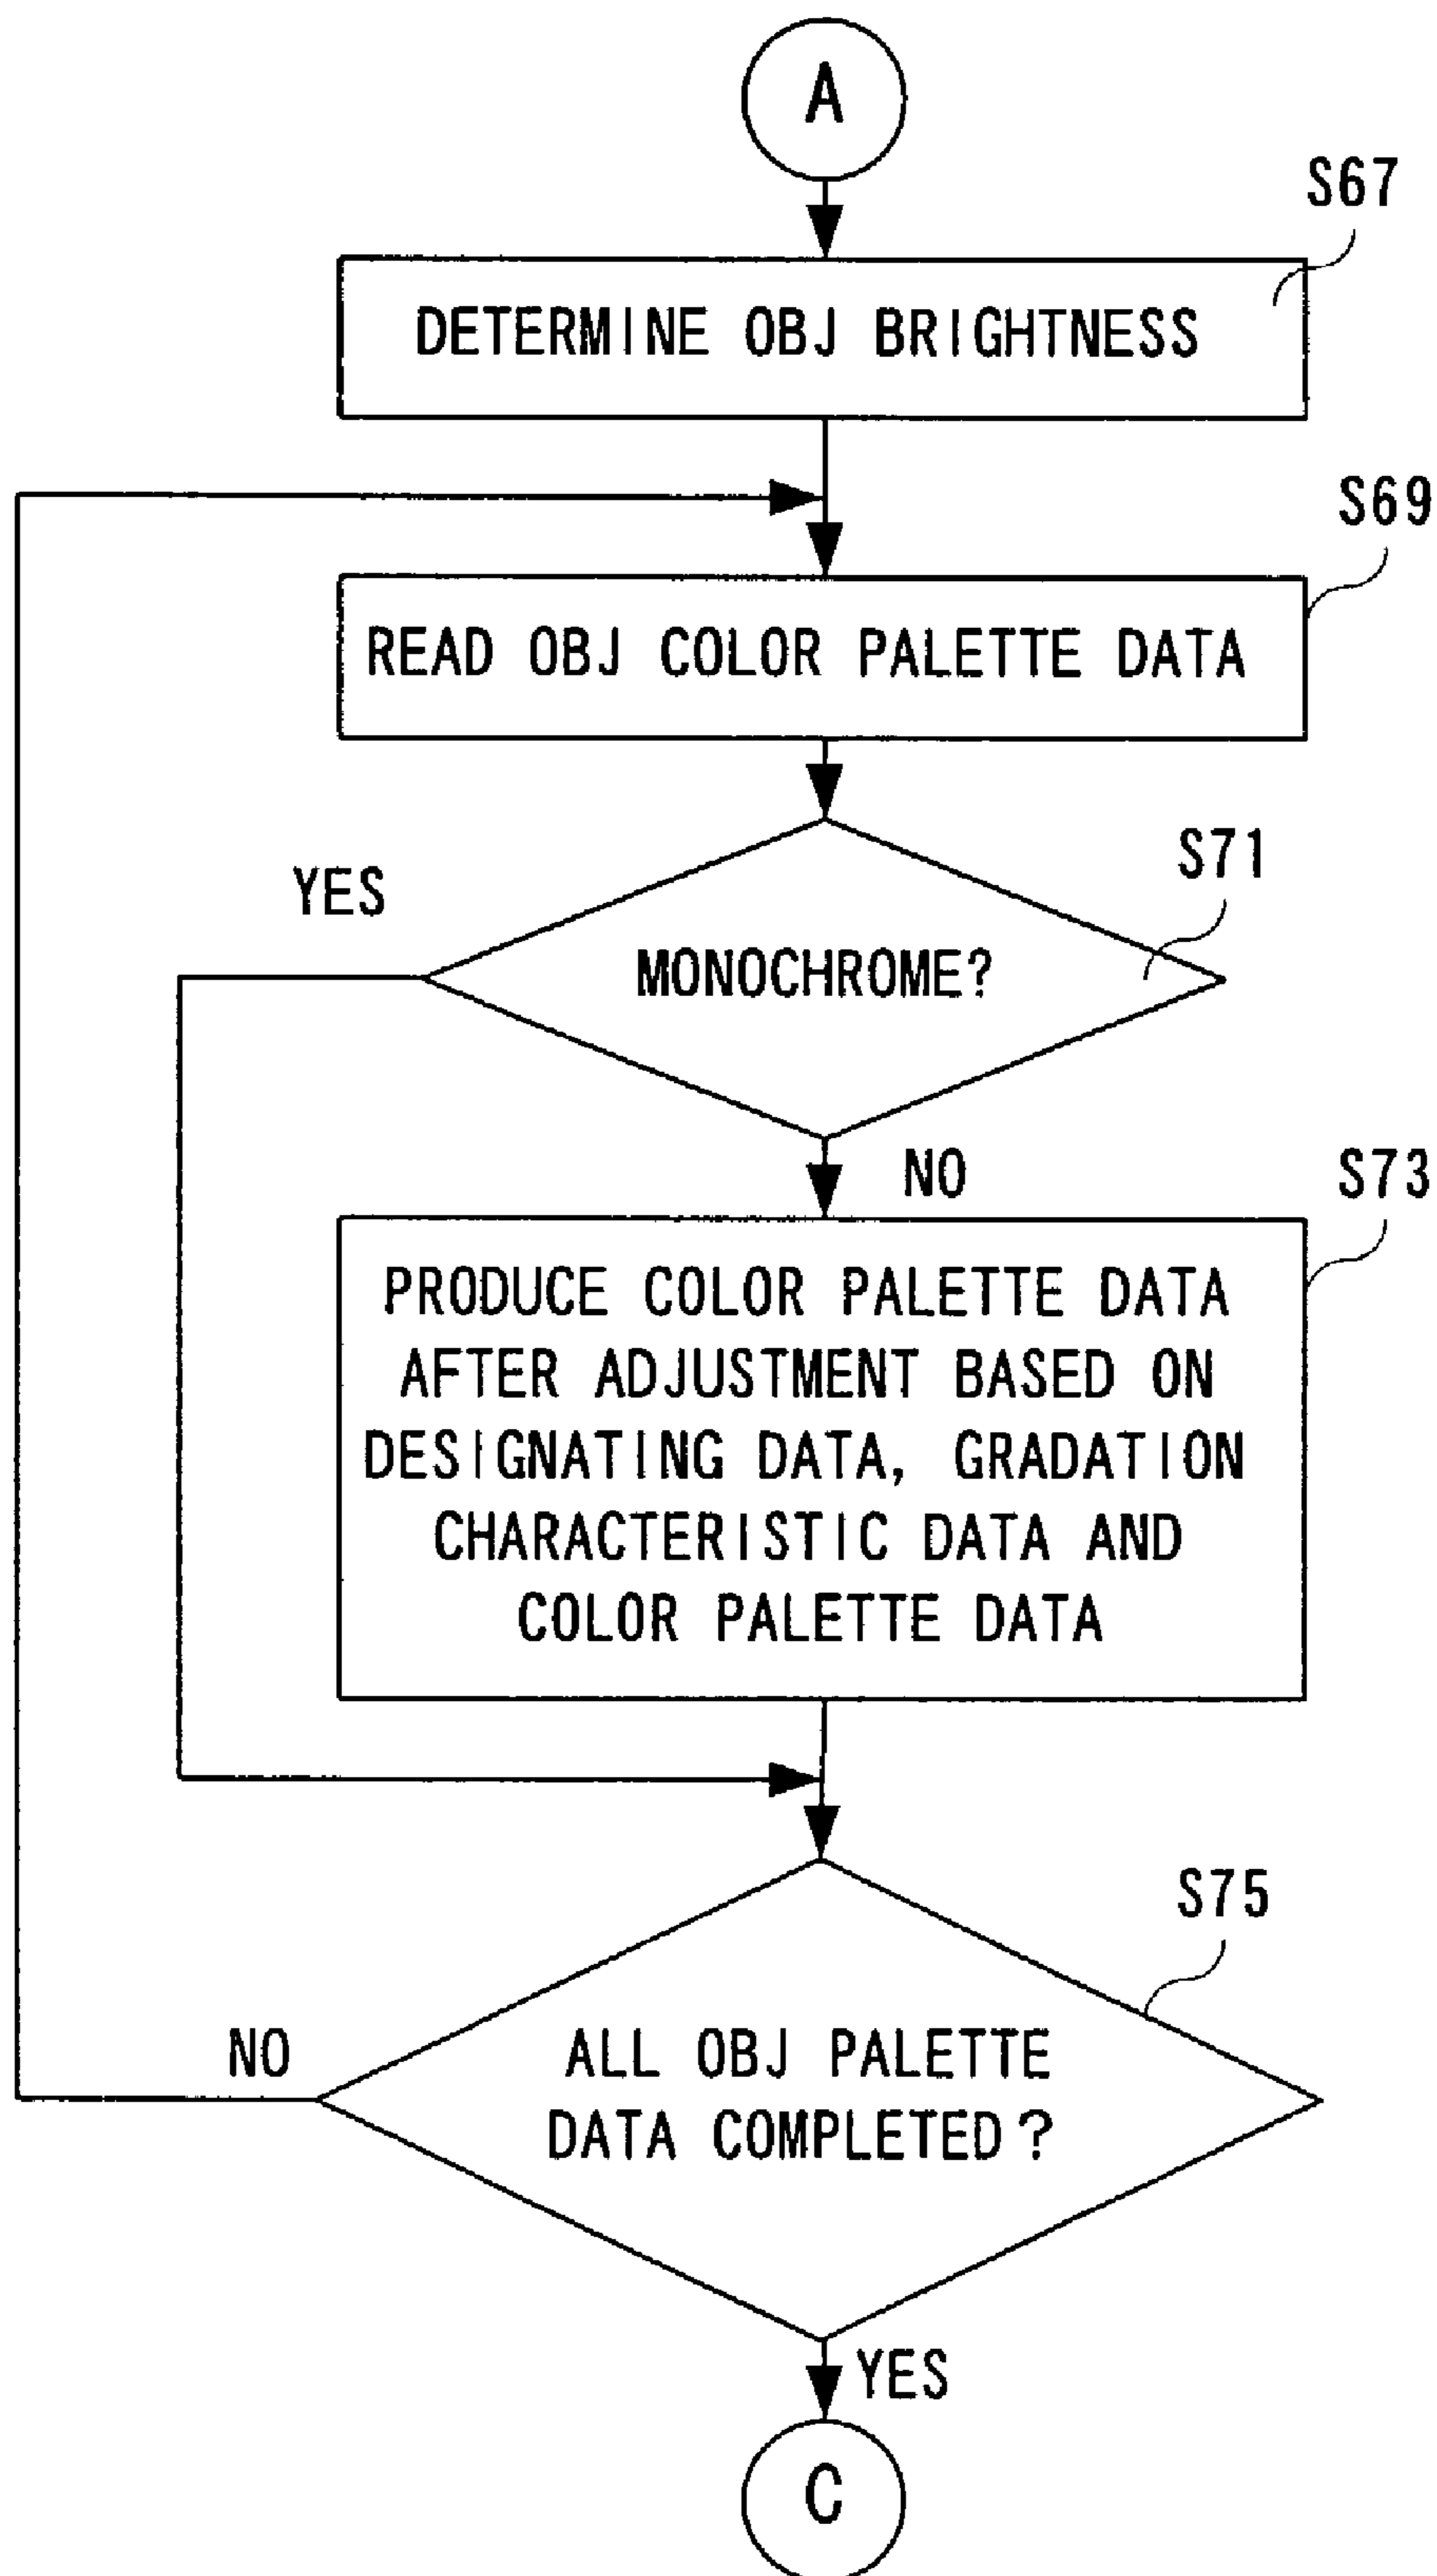 A
S67
DETERMINE OBJ BRIGHTNESS
S69
READ OBJ COLOR PALETTE DATA
S71
YES
MONOCHROME?
NO
S73
PRODUCE COLOR PALETTE DATA
AFTER ADJUSTMENT BASED ON
DESIGNATING DATA, GRADATION
CHARACTERISTIC DATA AND
COLOR PALETTE DATA
S75
NO
ALL OBJ PALETTE
DATA COMPLETED?
YES
C